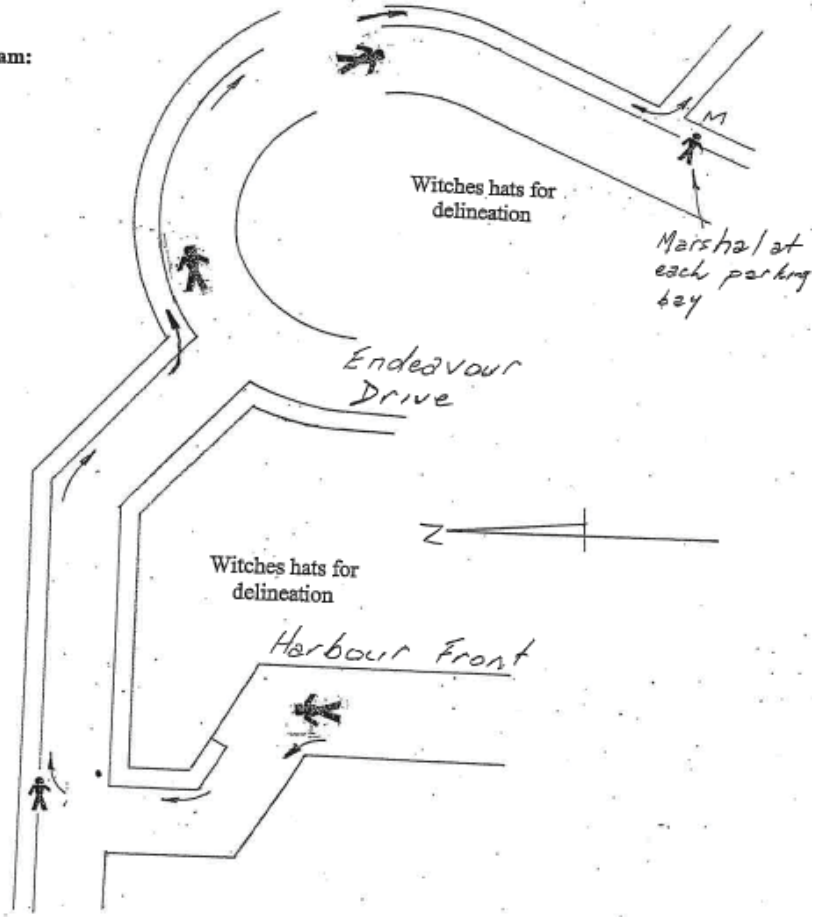 am:
Witches hats for
delineation
M
Marshal at
each parking
bay
Endeavour
Drive
N
Witches hats for
delineation
Harbour Front